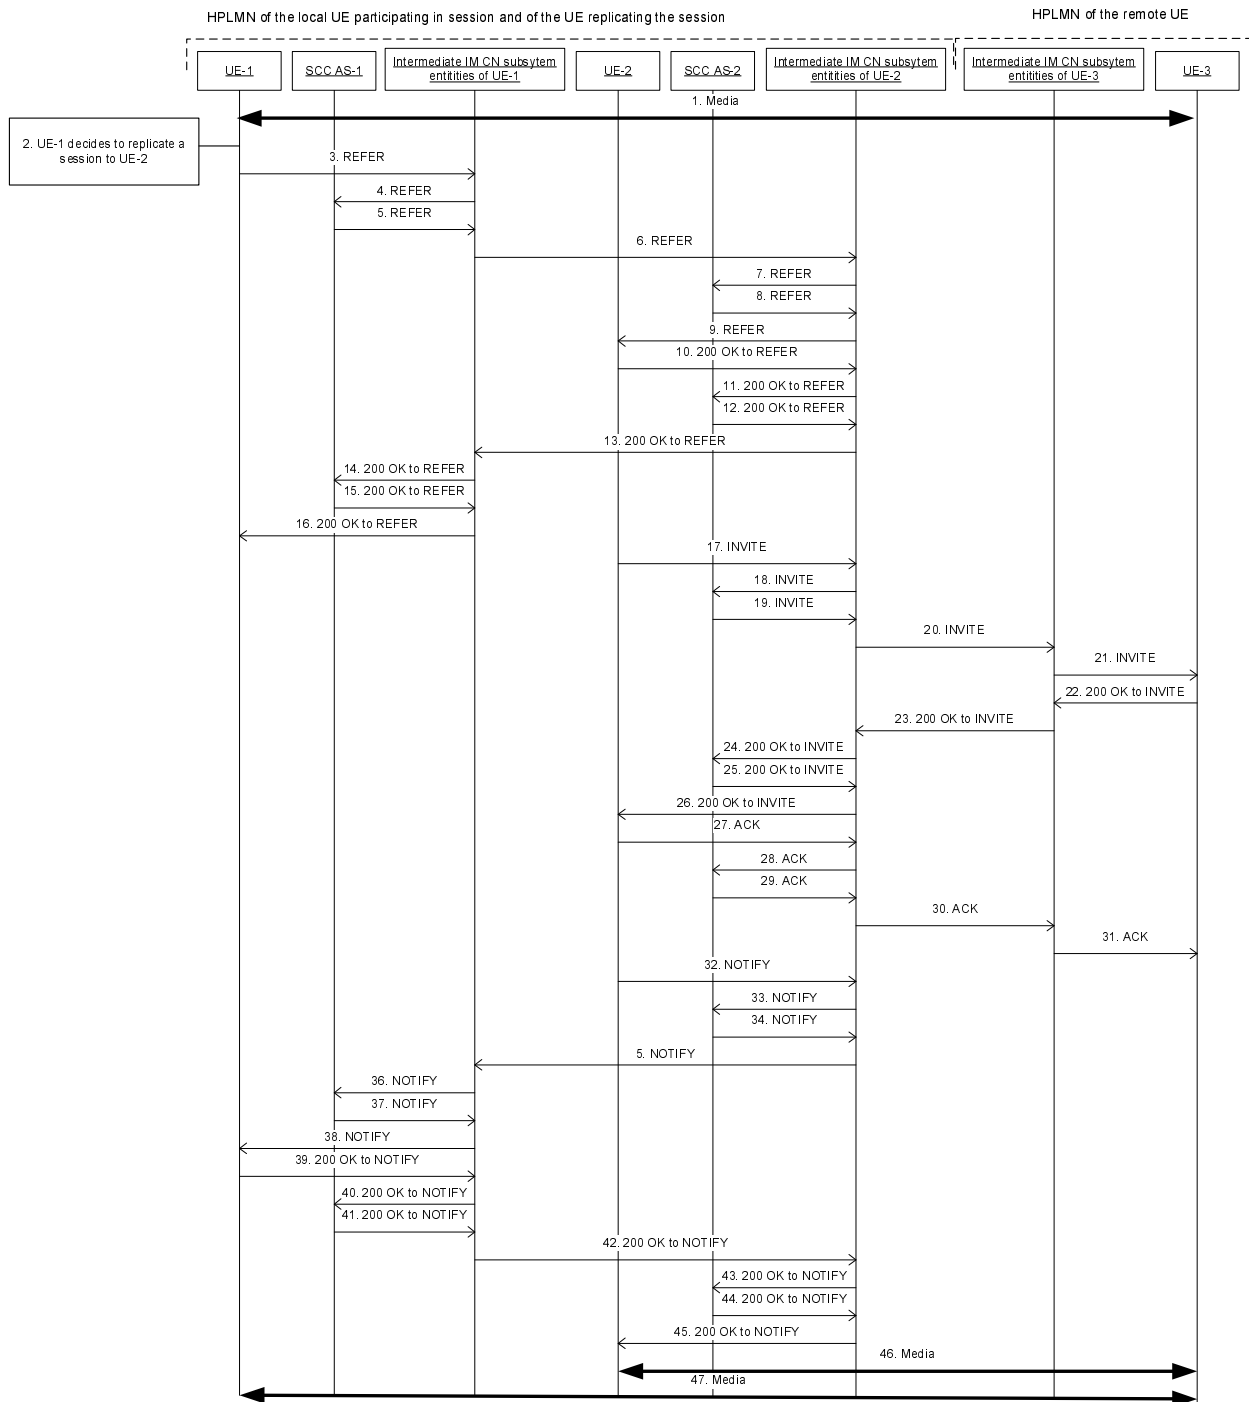 HPLMN of the local UE participating in session and of the UE replicating the session
HPLMN of the remote UE
UE-1
SCC AS-1
Intermediate IM CN subsytem
entitities of UE-1
UE-2
SCC AS-2
Intermediate IM CN subsytem
entitities of UE-2
Intermediate IM CN subsytem
entitities of UE-3
UE-3
1. Media
2. UE-1 decides to replicate a
session to UE-2
3. REFER
4. REFER
5. REFER
6. REFER
7. REFER
8. REFER
9. REFER
10. 200 OK to REFER
11. 200 OK to REFER
12. 200 OK to REFER
13. 200 OK to REFER
14. 200 OK to REFER
15. 200 OK to REFER
16. 200 OK to REFER
17. INVITE
18. INVITE
19. INVITE
20. INVITE
21. INVITE
22. 200 OK to INVITE
23. 200 OK to INVITE
24. 200 OK to INVITE
25. 200 OK to INVITE
26. 200 OK to INVITE
27. ACK
28. ACK
29. ACK
30. ACK
31. ACK
32. NOTIFY
33. NOTIFY
34. NOTIFY
5. NOTIFY
36. NOTIFY
37. NOTIFY
38. NOTIFY
39. 200 OK to NOTIFY
40. 200 OK to NOTIFY
41. 200 OK to NOTIFY
42. 200 OK to NOTIFY
43. 200 OK to NOTIFY
44. 200 OK to NOTIFY
45. 200 OK to NOTIFY
46. Media
47. Media